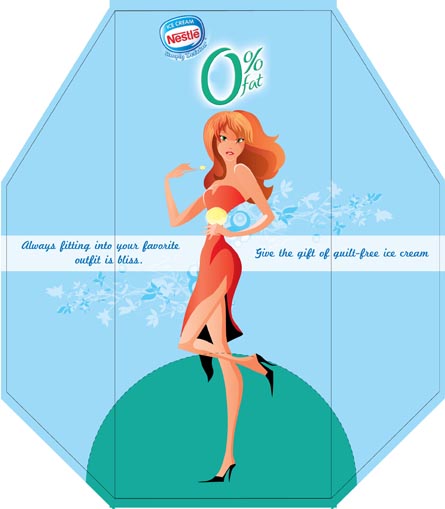 ICE CREAM
Nestlé
0%
fat
Always fitting into your favorite
outfit is bliss.
Give the gift of guilt-free ice cream